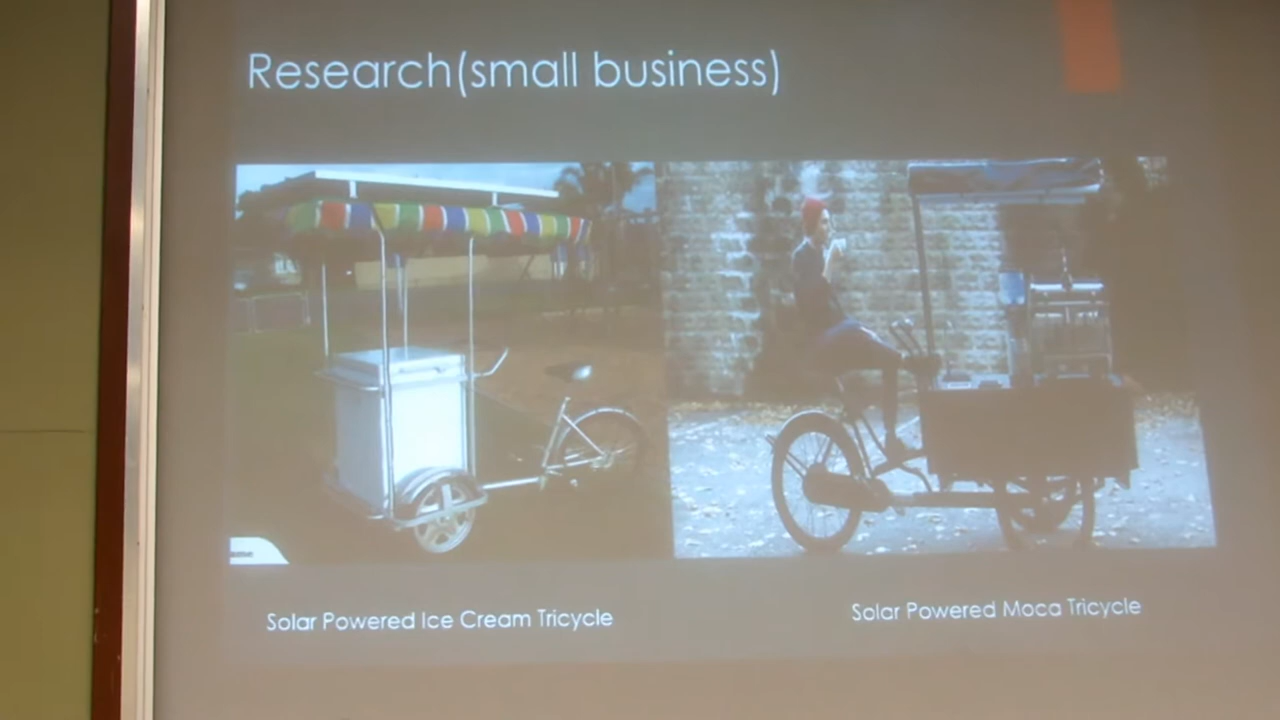 Research(small business)
Solar Powered Ice Cream Tricycle
Solar Powered Moca Tricycle